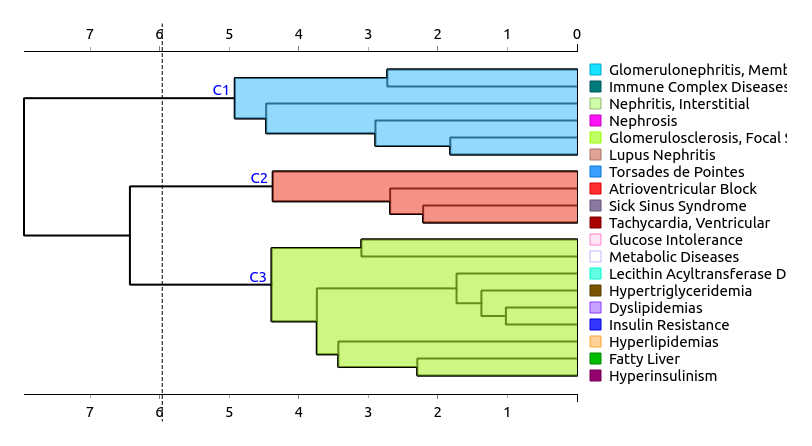 7 6 5 4 3 2 1 0
C1
C2
C3
Glomerulonephritis, Memb
Immune Complex Diseases
Nephritis, Interstitial
Nephrosis
Glomerulosclerosis, Focal S
Lupus Nephritis
Torsades de Pointes
Atrioventricular Block
Sick Sinus Syndrome
Tachycardia, Ventricular
Glucose Intolerance
Metabolic Diseases
Lecithin Acyltransferase D
Hypertriglyceridemia
Dyslipidemias
Insulin Resistance
Hyperlipidemias
Fatty Liver
Hyperinsulinism
7 6 5 4 3 2 1